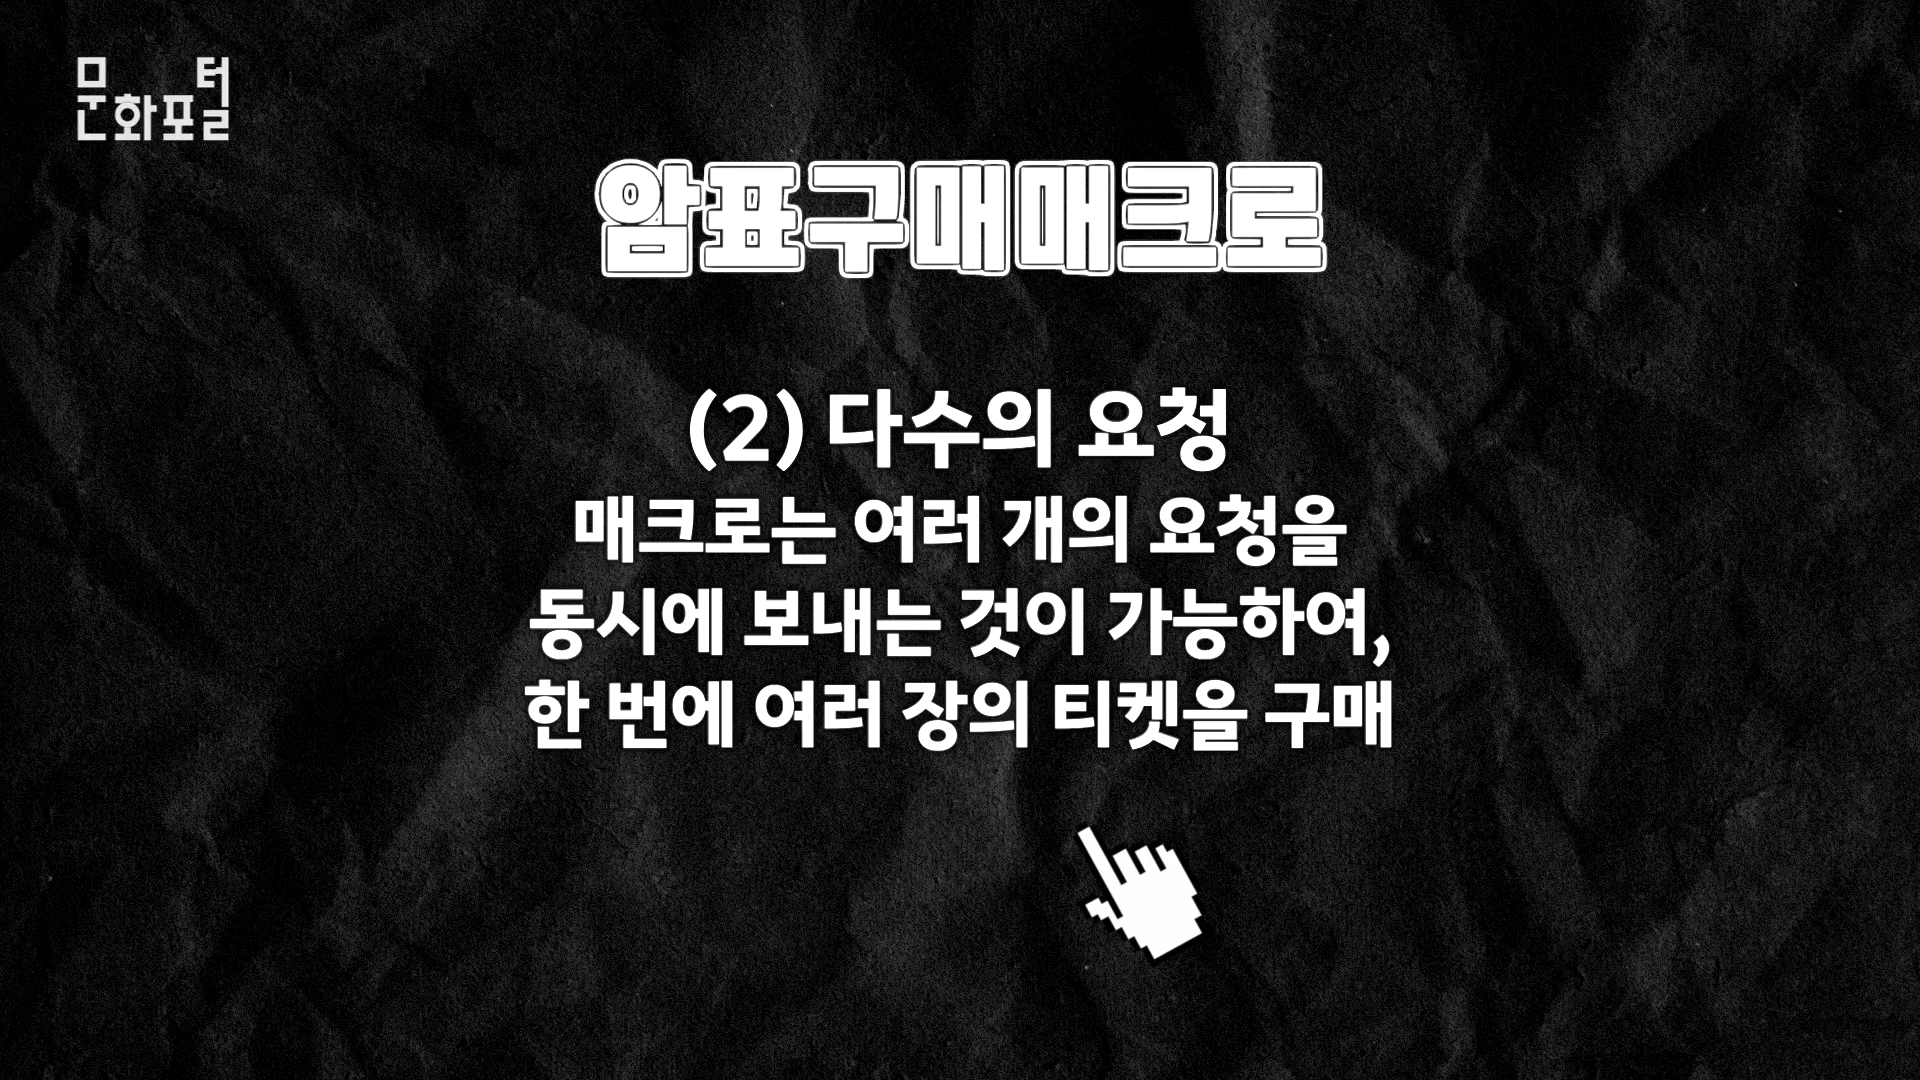 문화포털
암표구매매크로
(2) 다수의 요청
매크로는 여러 개의 요청을
동시에 보내는 것이 가능하여,
한 번에 여러 장의 티켓을 구매